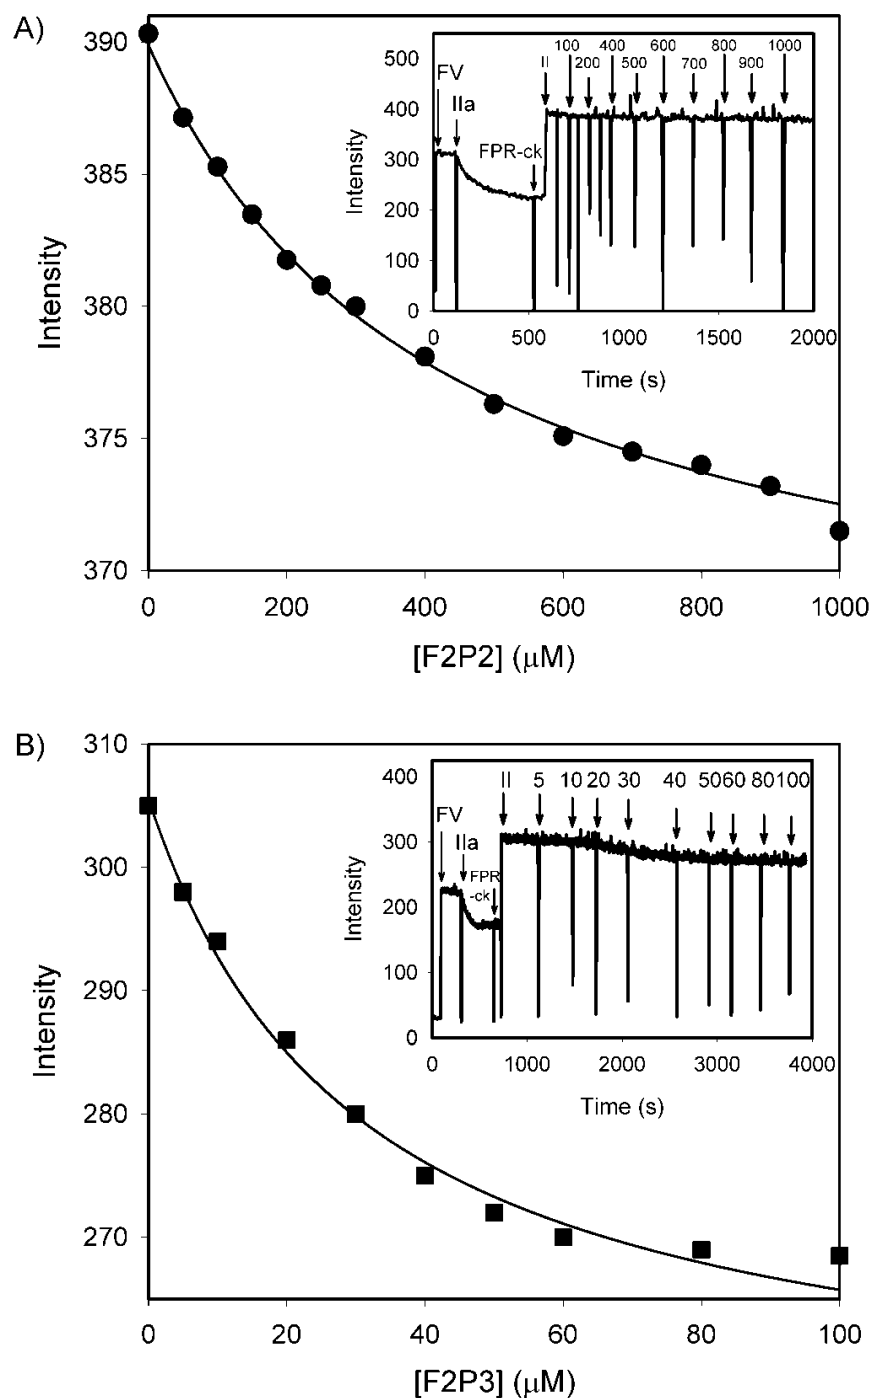 A)
390
385
380
375
370
Intensity
0 200 400 600 800 1000
[F2P2] (μM)
500
400
300
200
100
0
Intensity
FV
IIa
FPR-ck
II
100
200
400
500
600
700
800
900
1000
0 500 1000 1500 2000
Time (s)
B)
310
300
290
280
270
Intensity
0 20 40 60 80 100
[F2P3] (μM)
400
300
200
100
0
Intensity
FV
IIa
FPR
-ck
II 5 10 20 30 40 50 60 80 100
0 1000 2000 3000 4000
Time (s)